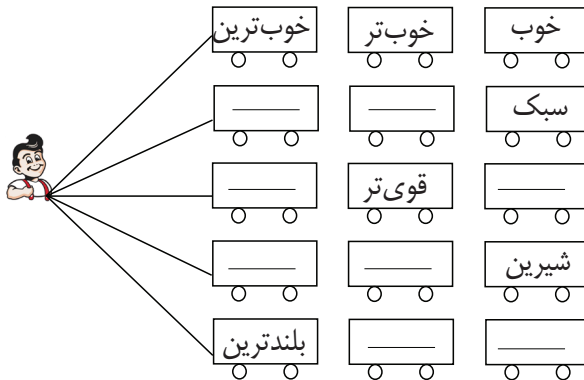 خوب خوب‌تر خوب‌ترین
سبک
قوی‌تر
شیرین
بلندترین